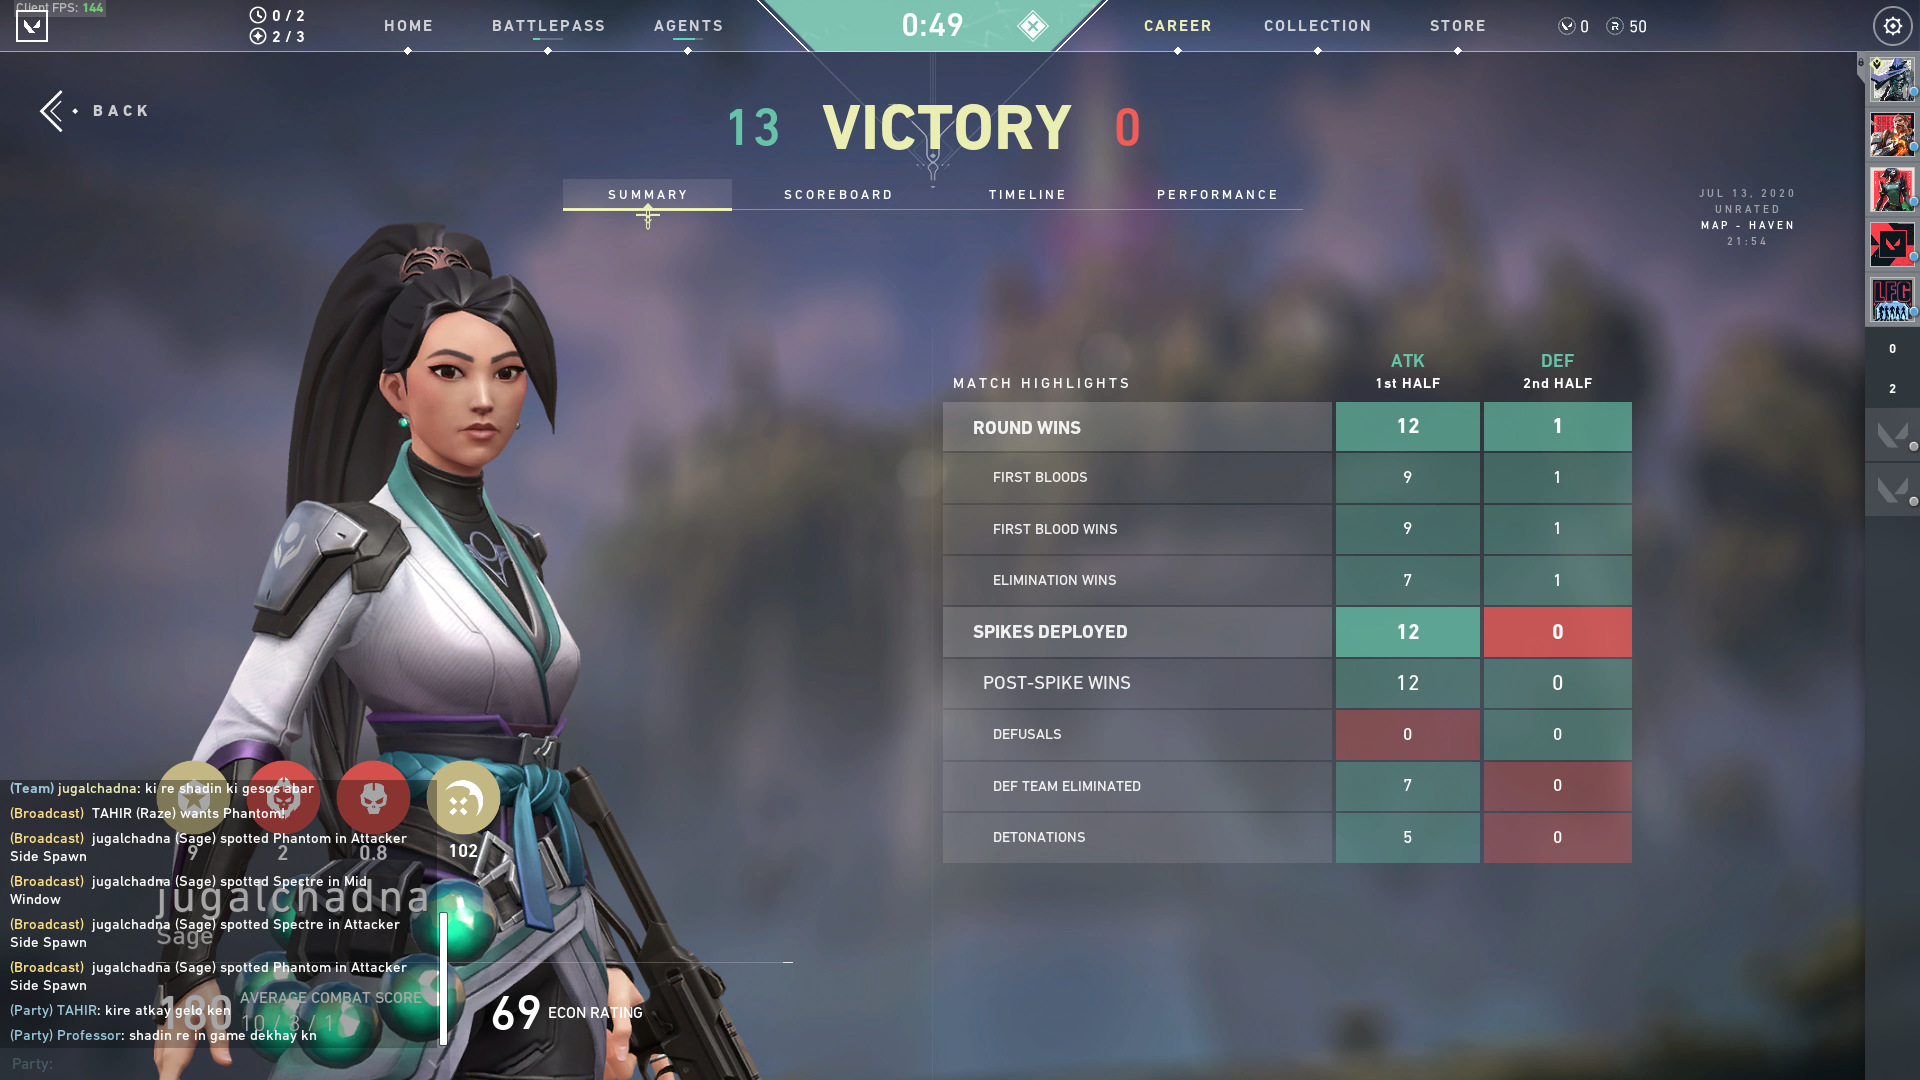 Client FPS: 144
0 / 2
2 / 3
HOME
BATTLEPASS
AGENTS
0:49
CAREER
COLLECTION
STORE
0
50
BACK
13 VICTORY 0
SUMMARY
SCOREBOARD
TIMELINE
PERFORMANCE
JUL 13, 2020
UNRATED
MAP - HAVEN
21:54
LFG
0
2
ATK DEF
MATCH HIGHLIGHTS 1st HALF 2nd HALF
ROUND WINS 12 1
FIRST BLOODS 9 1
FIRST BLOOD WINS 9 1
ELIMINATION WINS 7 1
SPIKES DEPLOYED 12 0
POST-SPIKE WINS 12 0
DEFUSALS 0 0
DEF TEAM ELIMINATED 7 0
DETONATIONS 5 0
9 2 0.8 102
jugalchadna
Sage
180 AVERAGE COMBAT SCORE
10 / 3 / 1
69 ECON RATING
(Team) jugalchadna: ki re shadin ki gesos abar
(Broadcast) TAHIR (Raze) wants Phantom!
(Broadcast) jugalchadna (Sage) spotted Phantom in Attacker
Side Spawn
(Broadcast) jugalchadna (Sage) spotted Spectre in Mid
Window
(Broadcast) jugalchadna (Sage) spotted Spectre in Attacker
Side Spawn
(Broadcast) jugalchadna (Sage) spotted Phantom in Attacker
Side Spawn
(Party) TAHIR: kire atkay gelo ken
(Party) Professor: shadin re in game dekhay kn
Party: